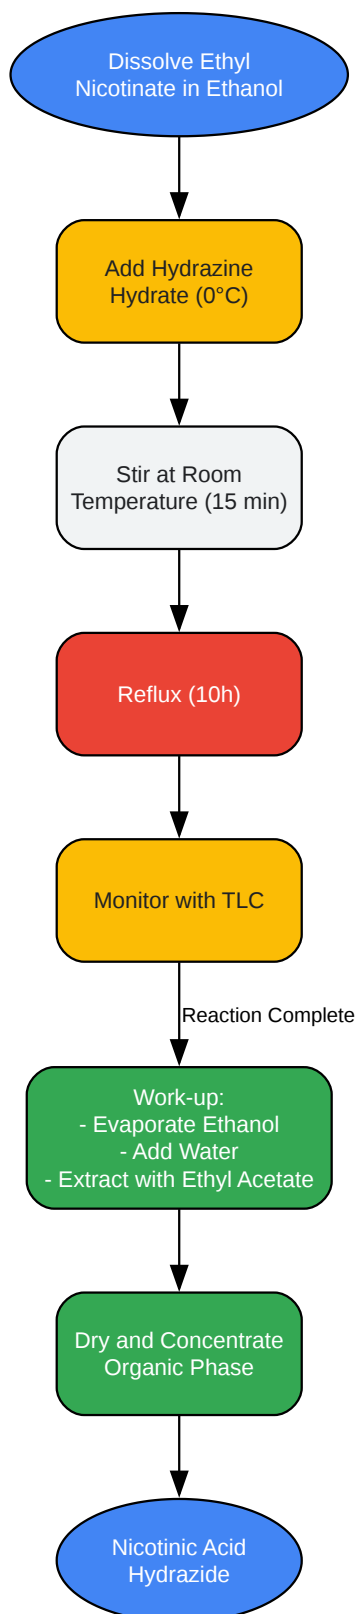 Dissolve Ethyl
Nicotinate in Ethanol
Add Hydrazine
Hydrate (0°C)
Stir at Room
Temperature (15 min)
Reflux (10h)
Monitor with TLC
Reaction Complete
Work-up:
- Evaporate Ethanol
- Add Water
- Extract with Ethyl Acetate
Dry and Concentrate
Organic Phase
Nicotinic Acid
Hydrazide